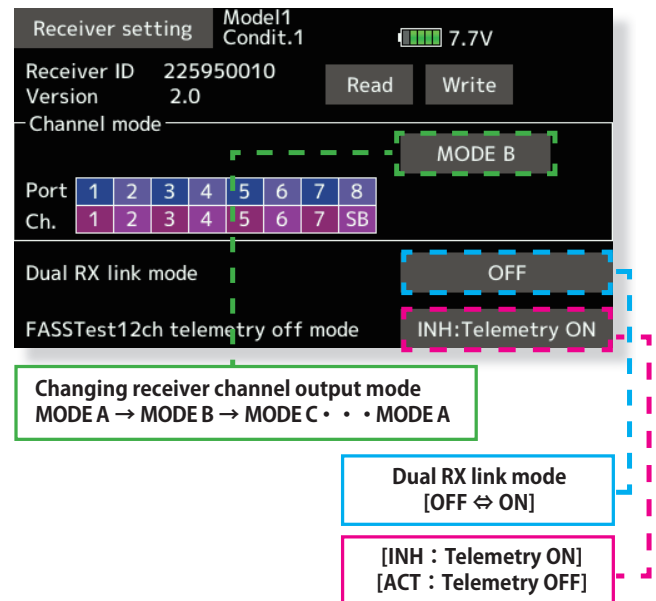 Receiver setting Model1
Condit.1 7.7V
Receiver ID 225950010 Read Write
Version 2.0
Channel mode
MODE B
Port 1 2 3 4 5 6 7 8
Ch. 1 2 3 4 5 6 7 SB
Dual RX link mode OFF
FASSTest12ch telemetry off mode INH:Telemetry ON
Changing receiver channel output mode
MODE A → MODE B → MODE C・・・MODE A
Dual RX link mode
[OFF ⇔ ON]
[INH：Telemetry ON]
[ACT：Telemetry OFF]